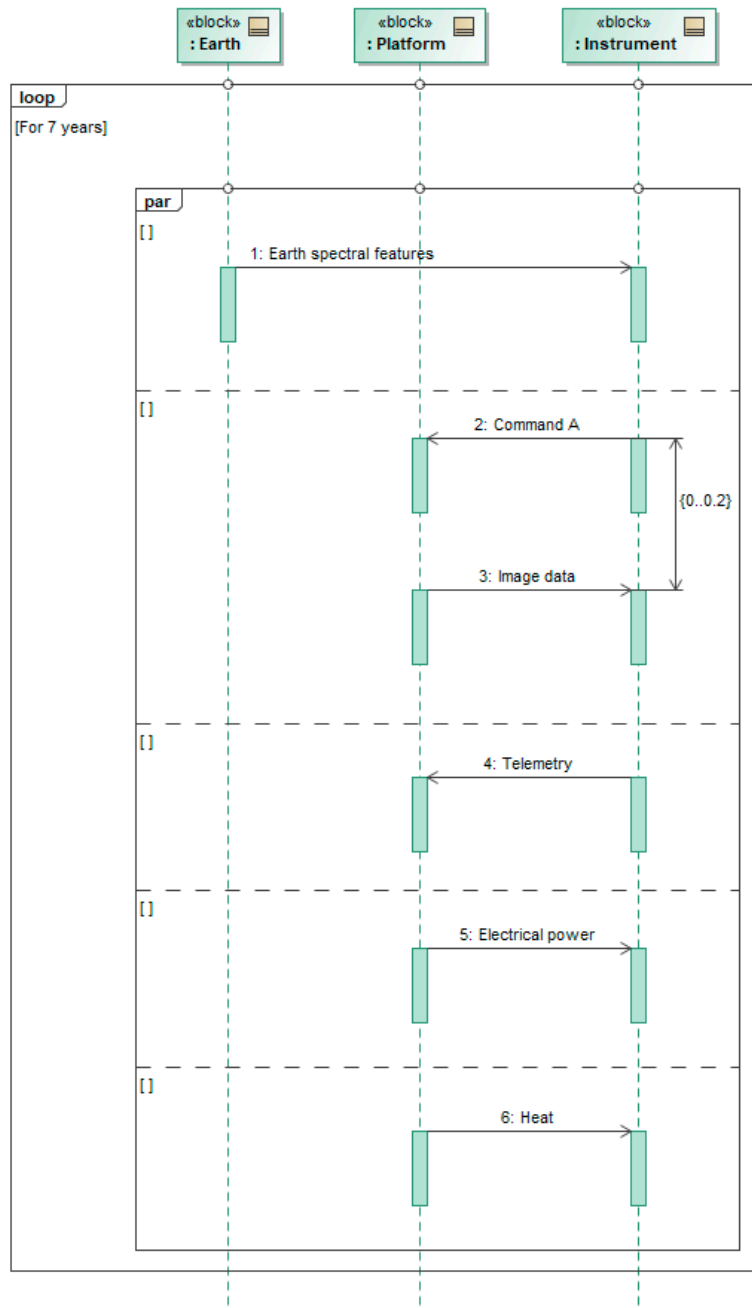 «block»
: Earth
«block»
: Platform
«block»
: Instrument
loop
[For 7 years]
par
[ ]
1: Earth spectral features
[ ]
2: Command A
{0..0.2}
3: Image data
[ ]
4: Telemetry
[ ]
5: Electrical power
[ ]
6: Heat